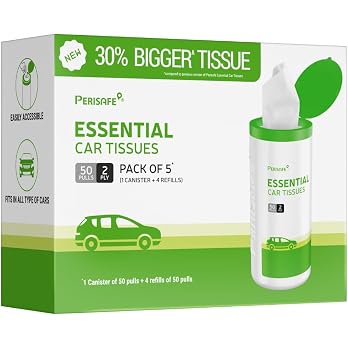 NEW
30% BIGGER* TISSUE
*compared to previous version of Perisafe Essential Car Tissues
PERISAFE
ESSENTIAL
CAR TISSUES
50 PULLS 2 PLY PACK OF 5*
(1 CANISTER + 4 REFILLS)
EASILY ACCESSIBLE
FITS IN ALL TYPE OF CARS
PERISAFE
ESSENTIAL
CAR TISSUES
50 2
*1 Canister of 50 pulls + 4 refills of 50 pulls